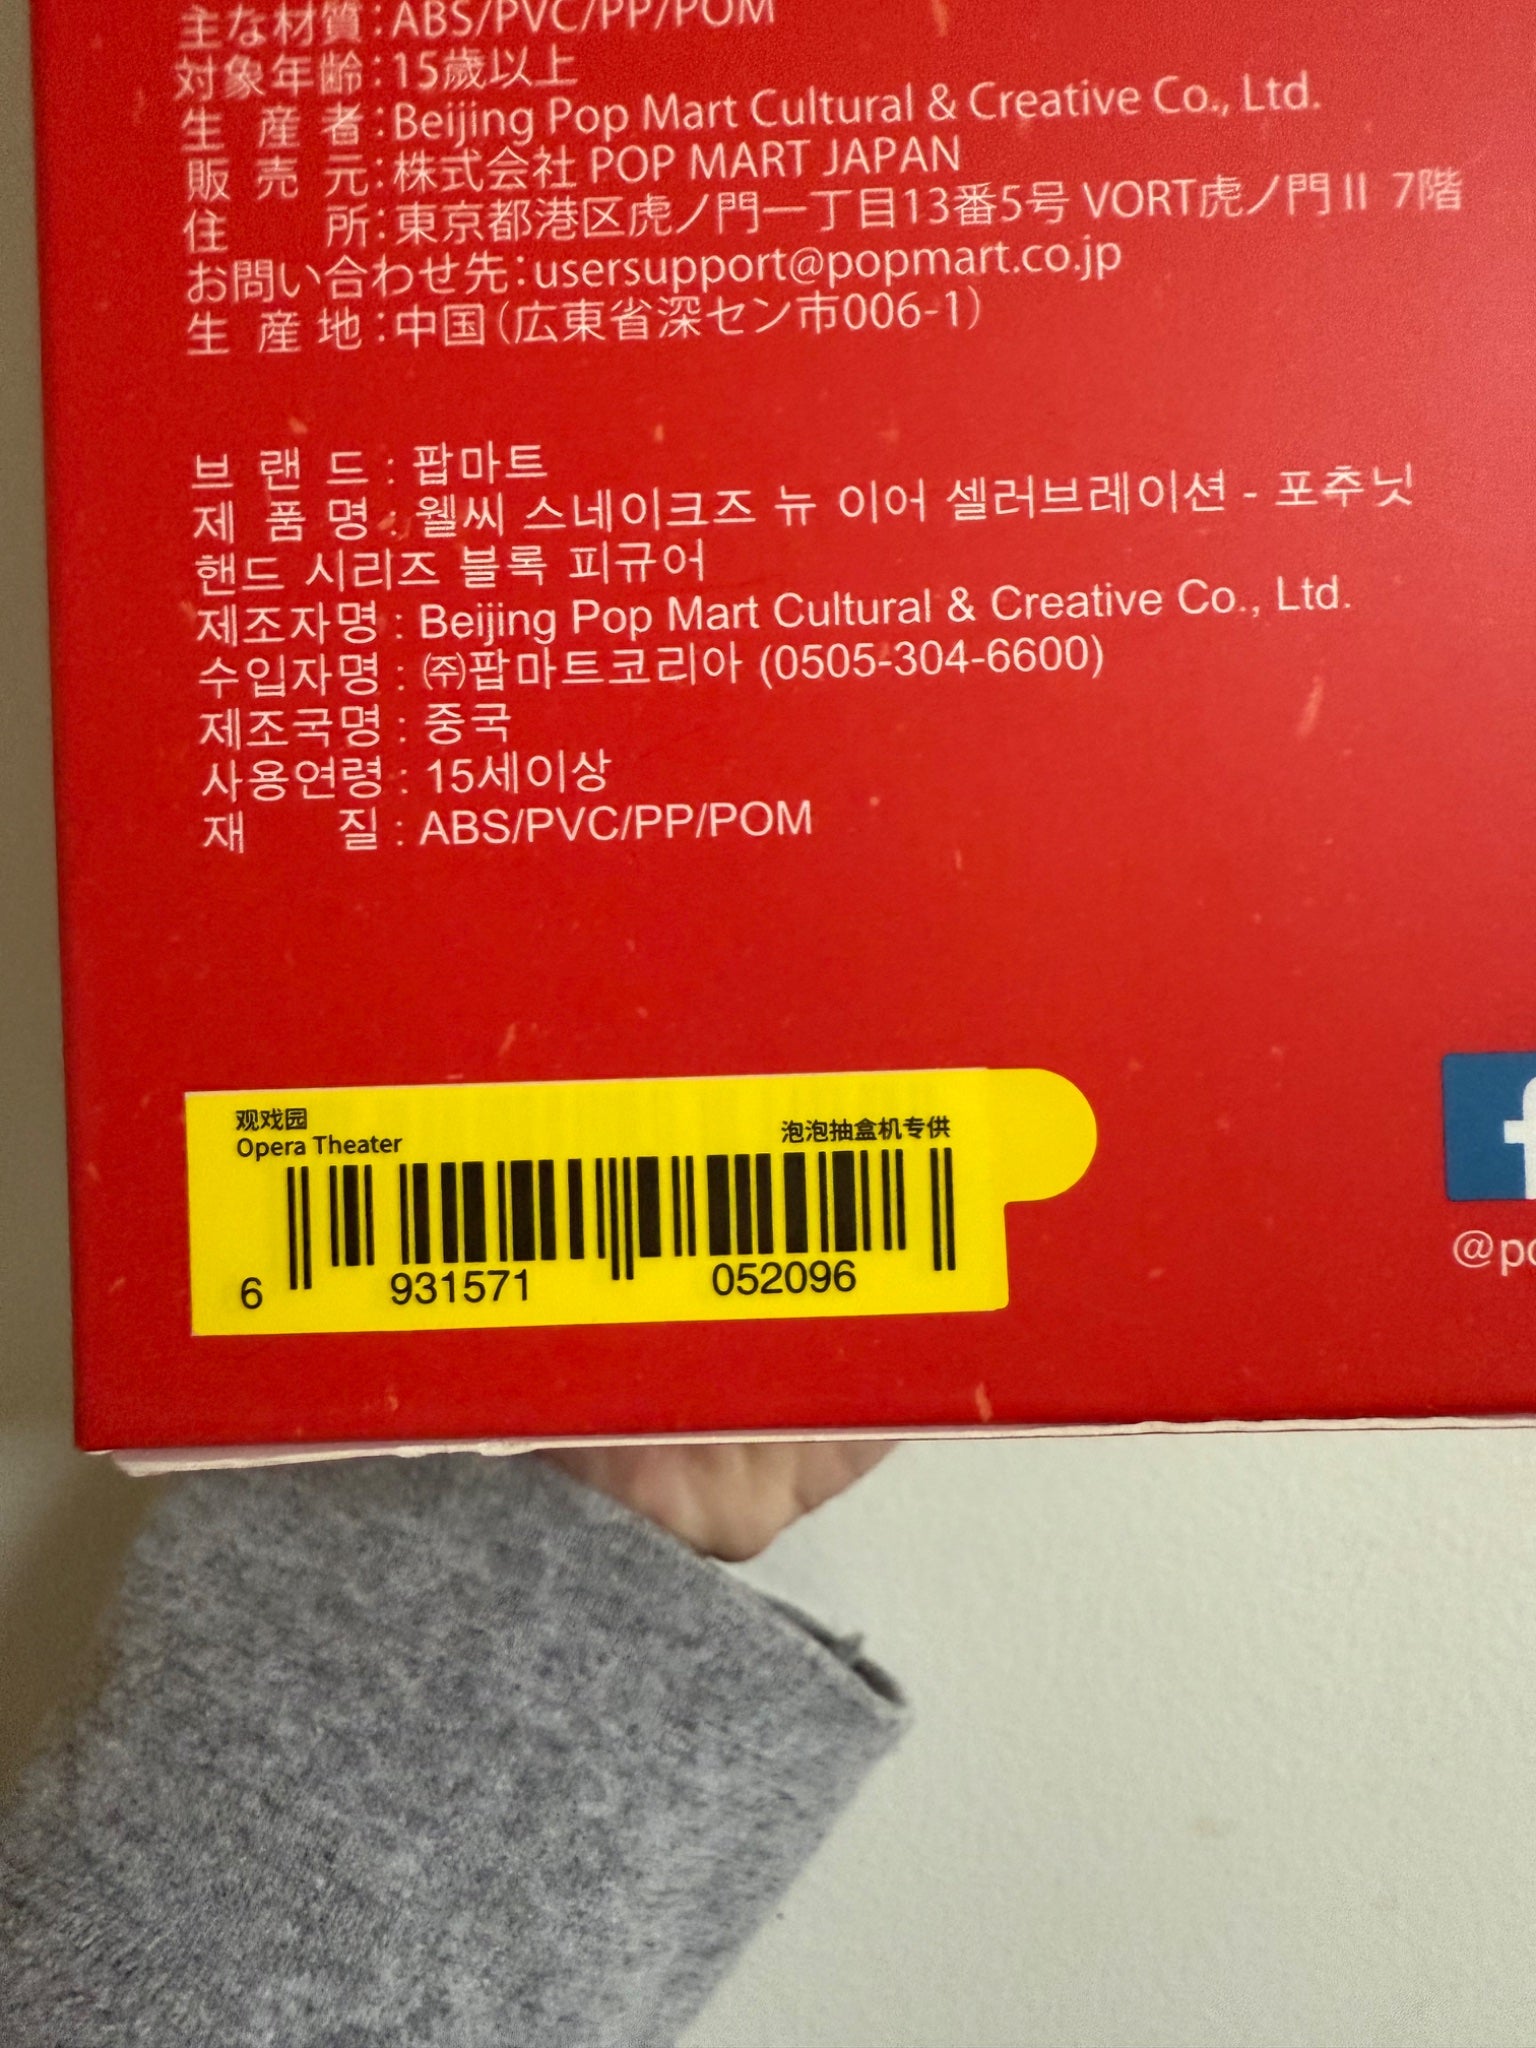 主な材質：ABS/PVC/PP/POM
対象年齢：15歳以上
生産者：Beijing Pop Mart Cultural & Creative Co., Ltd.
販売元：株式会社 POP MART JAPAN
住所：東京都港区虎ノ門一丁目13番5号 VORT虎ノ門Ⅱ 7階
お問い合わせ先：usersupport@popmart.co.jp
生産地：中国（広東省深セン市006-1）
브랜드 : 팝마트
제품명 : 웰씨 스네이크즈 뉴 이어 셀러브레이션 - 포추닛
핸드 시리즈 블록 피규어
제조자명 : Beijing Pop Mart Cultural & Creative Co., Ltd.
수입자명 : ㈜팝마트코리아 (0505-304-6600)
제조국명 : 중국
사용연령 : 15세이상
재질 : ABS/PVC/PP/POM
观戏园
Opera Theater
泡泡抽盒机专供
6 931571 052096
f
@po